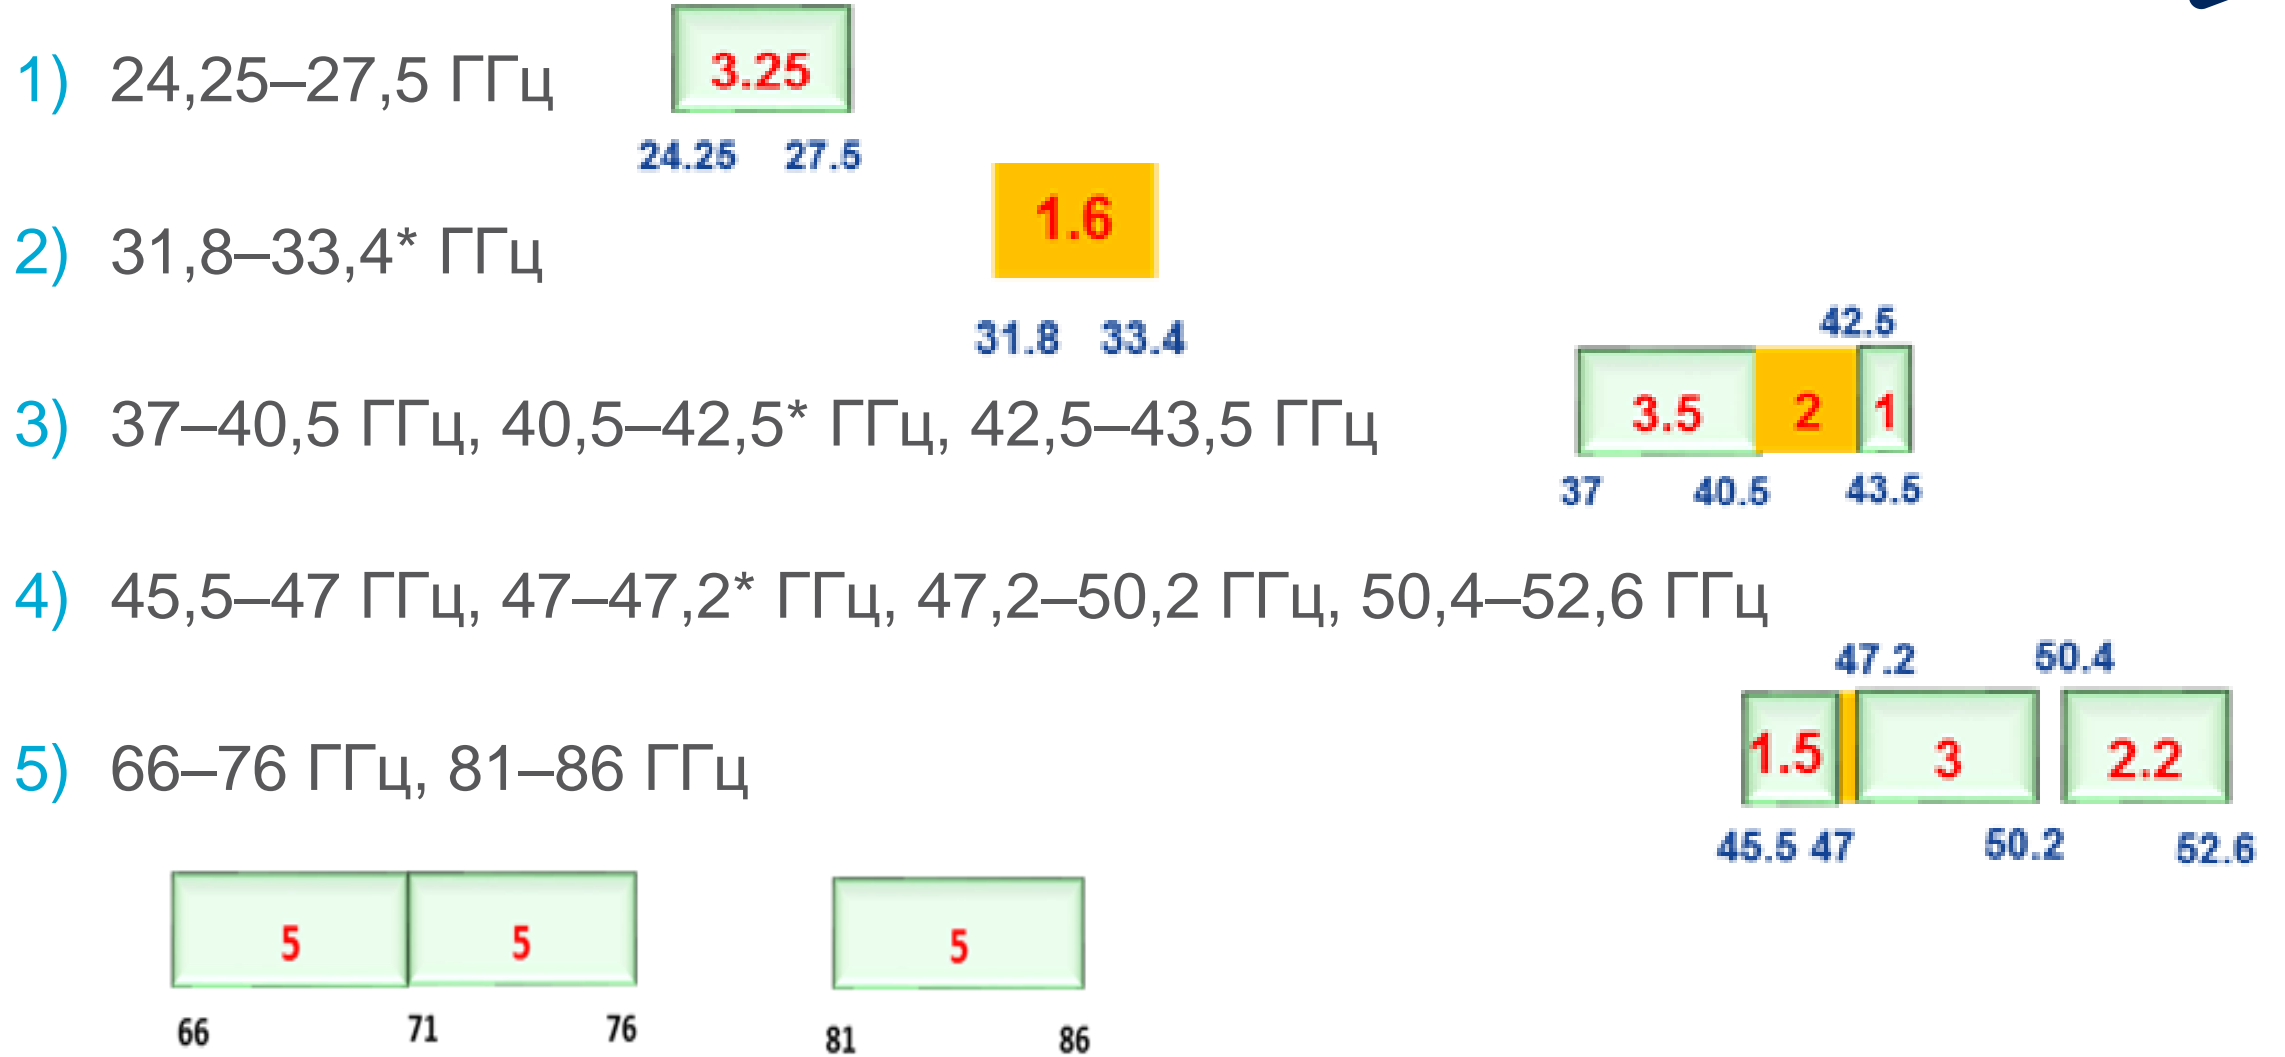 1) 24,25–27,5 ГГц
3.25
24.25 27.5
1.6
2) 31,8–33,4* ГГц
31.8 33.4
42.5
3) 37–40,5 ГГц, 40,5–42,5* ГГц, 42,5–43,5 ГГц
3.5 2 1
37 40.5 43.5
4) 45,5–47 ГГц, 47–47,2* ГГц, 47,2–50,2 ГГц, 50,4–52,6 ГГц
47.2 50.4
5) 66–76 ГГц, 81–86 ГГц
1.5 3 2.2
45.5 47 50.2 52.6
5 5 5
66 71 76 81 86